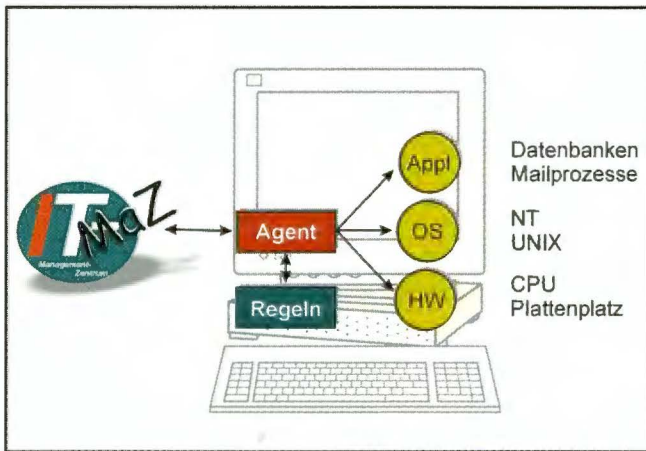 IT MaZ
Management-
Zentrum
Agent
Regeln
Appl
OS
HW
Datenbanken
Mailprozesse
NT
UNIX
CPU
Plattenplatz